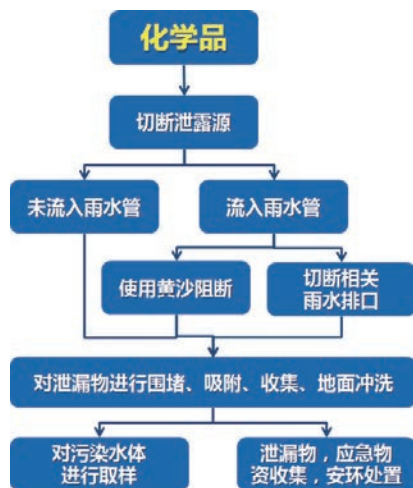 化学品
切断泄露源
未流入雨水管
流入雨水管
使用黄沙阻断
切断相关
雨水排口
对泄漏物进行围堵、吸附、收集、地面冲洗
对污染水体
进行取样
泄漏物，应急物
资收集，安环处置